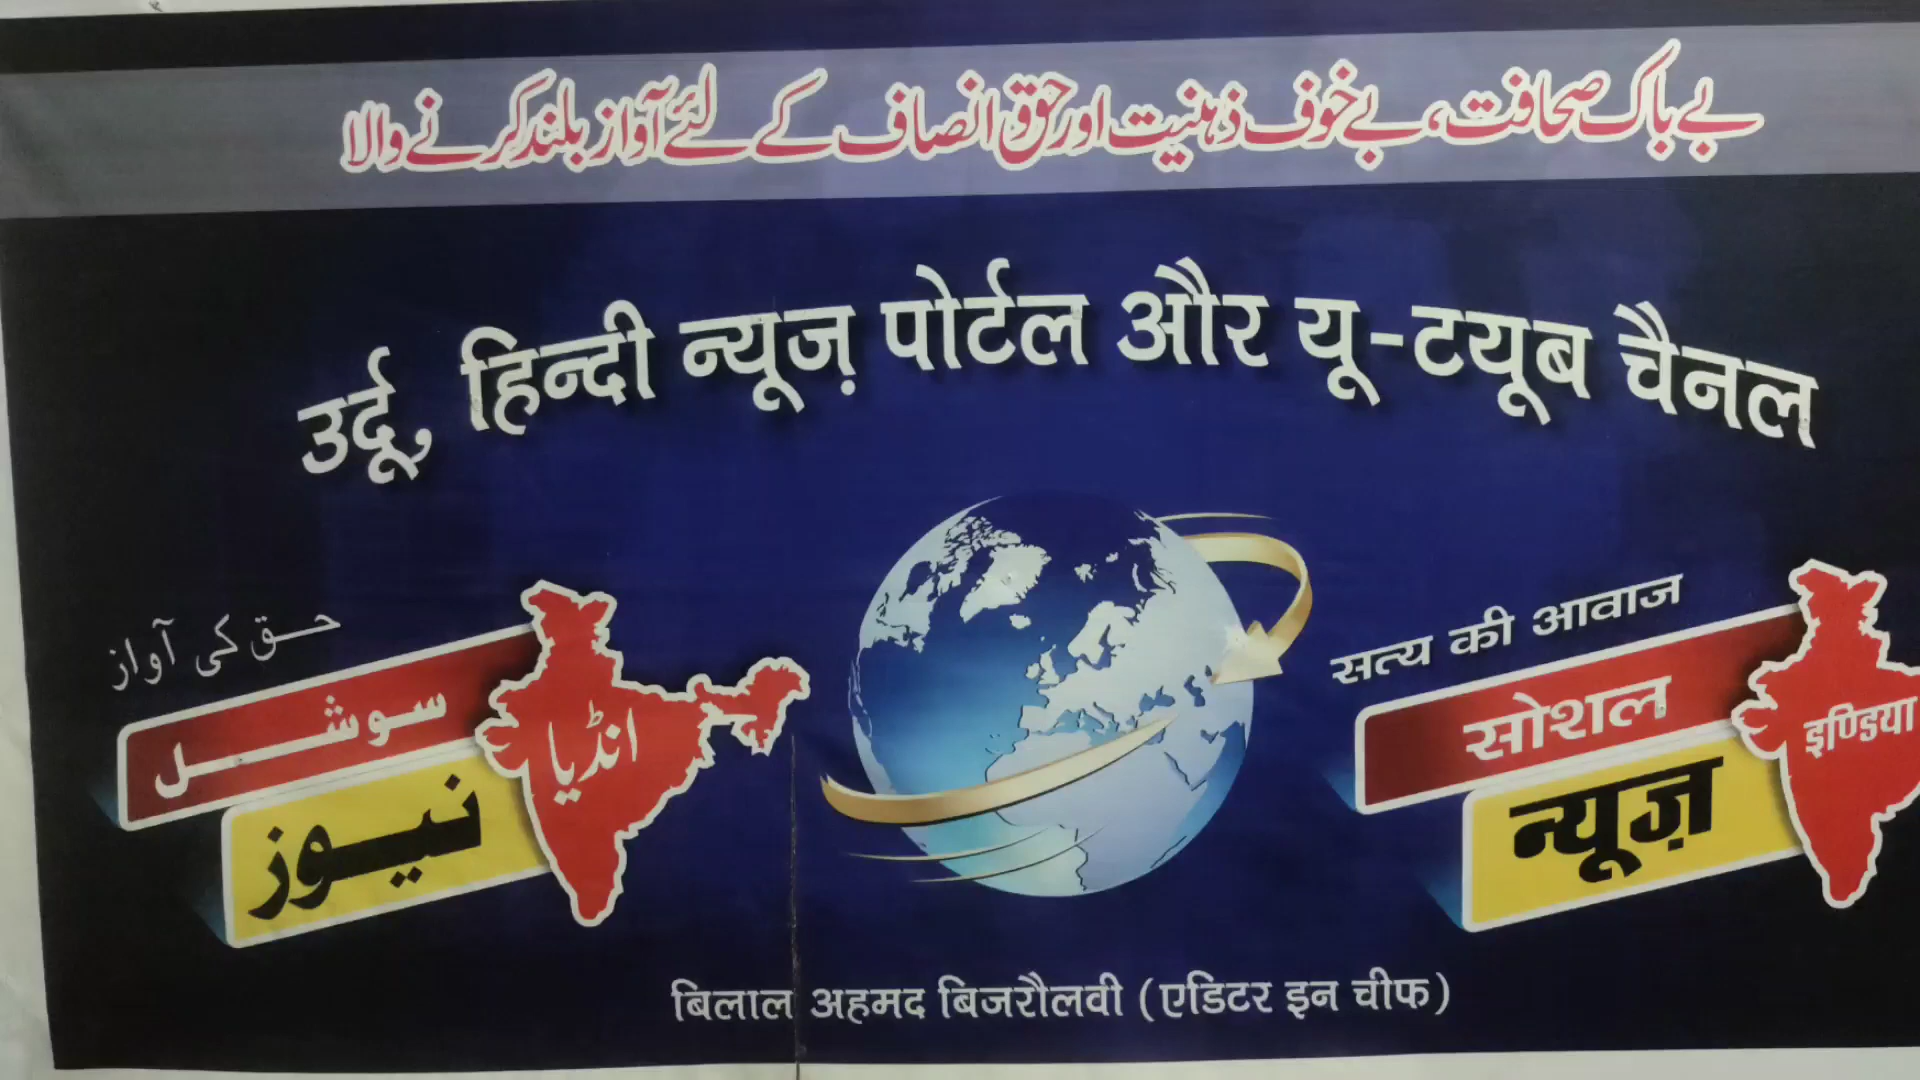 بے باک صحافت، بے خوف ذہنیت اور حق و انصاف کے لئے آواز بلند کرنے والا
उर्दू, हिन्दी न्यूज़ पोर्टल और यू-टयूब चैनल
حق کی آواز
سوشل
انڈیا
نیوز
सत्य की आवाज
सोशल
इण्डिया
न्यूज़
बिलाल अहमद बिजरौलवी (एडिटर इन चीफ)